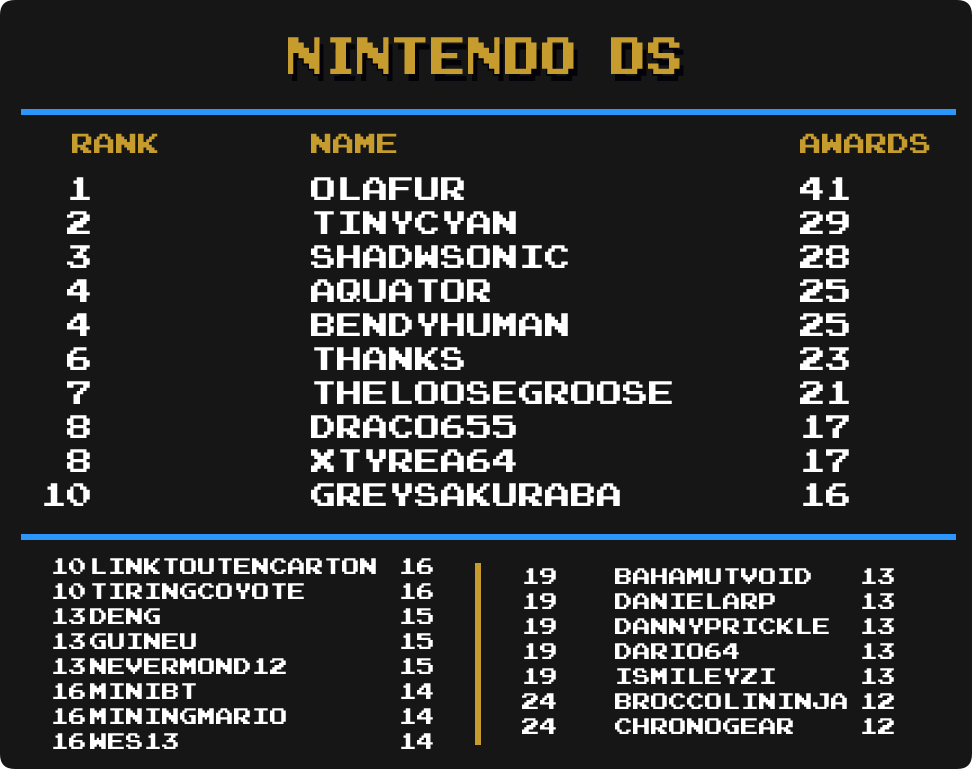 NINTENDO DS
RANK NAME AWARDS
1 OLAFUR 41
2 TINYCYAN 29
3 SHADWSONIC 28
4 AQUATOR 25
4 BENDYHUMAN 25
6 THANKS 23
7 THELOOSEGROOSE 21
8 DRACO655 17
8 XTYREA64 17
10 GREYSAKURABA 16
10 LINKTOUTENCARTON 16
10 TIRINGCOYOTE 16
13 DENG 15
13 GUINEU 15
13 NEVERMOND12 15
16 MINIBT 14
16 MININGMARIO 14
16 WES13 14
19 BAHAMUTVOID 13
19 DANIELARP 13
19 DANNYPRICKLE 13
19 DARIO64 13
19 ISMILEYZI 13
24 BROCCOLININJA 12
24 CHRONOGEAR 12